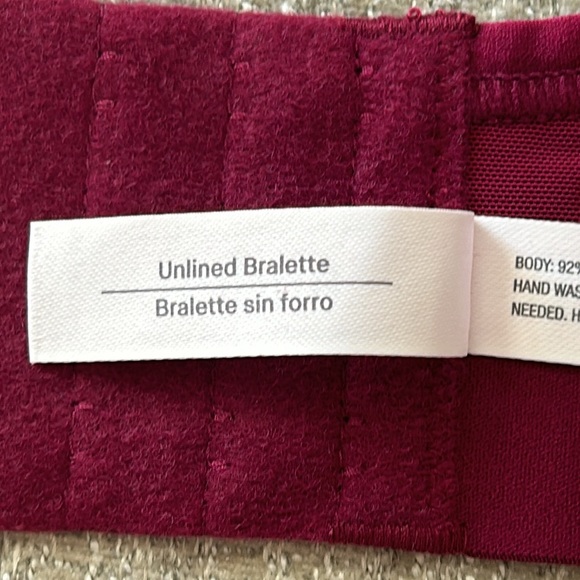 Unlined Bralette
Bralette sin forro
BODY: 92%
HAND WAS
NEEDED. H